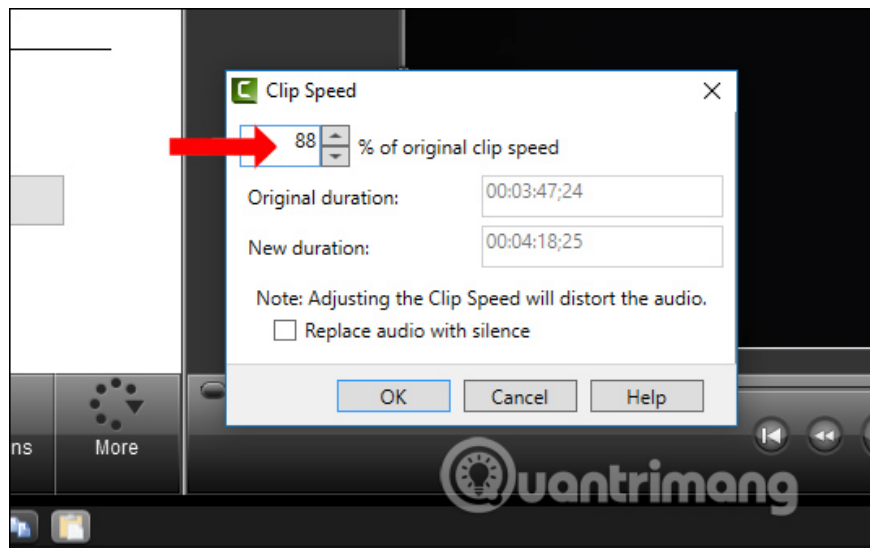 Clip Speed
88 % of original clip speed
Original duration: 00:03:47;24
New duration: 00:04:18;25
Note: Adjusting the Clip Speed will distort the audio.
Replace audio with silence
OK Cancel Help
ns More
Quantrimang